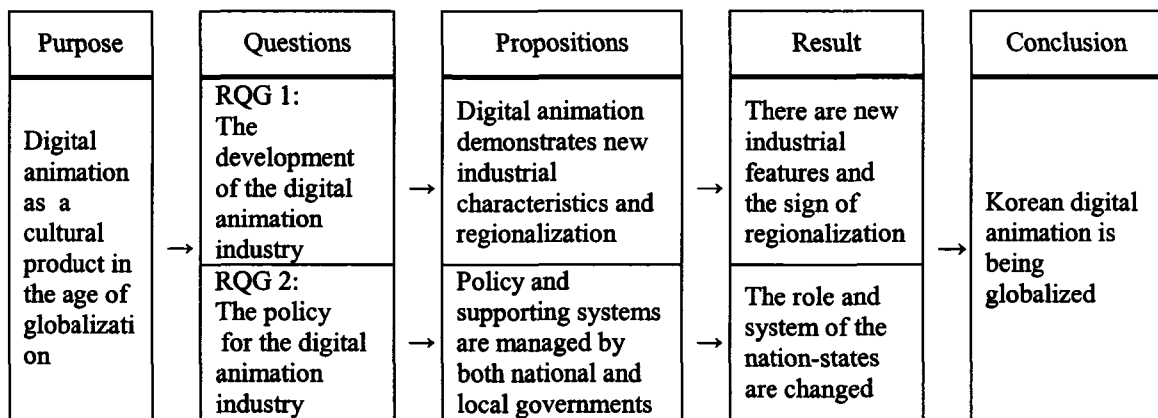 Purpose
Digital
animation
as a
cultural
product in
the age of
globalizati
on
→
Questions
RQG 1:
The
development
of the digital
animation
industry
RQG 2:
The policy
for the digital
animation
industry
→
→
Propositions
Digital animation
demonstrates new
industrial
characteristics and
regionalization
Policy and
supporting systems
are managed by
both national and
local governments
→
→
Result
There are new
industrial
features and
the sign of
regionalization
The role and
system of the
nation-states
are changed
→
Conclusion
Korean digital
animation is
being
globalized